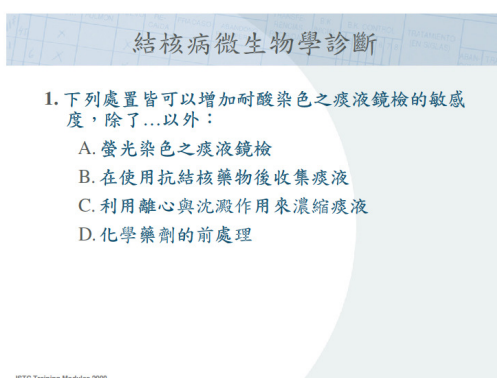 結核病微生物學診斷
1. 下列處置皆可以增加耐酸染色之痰液鏡檢的敏感
度，除了…以外：
A. 螢光染色之痰液鏡檢
B. 在使用抗結核藥物後收集痰液
C. 利用離心與沈澱作用來濃縮痰液
D. 化學藥劑的前處理